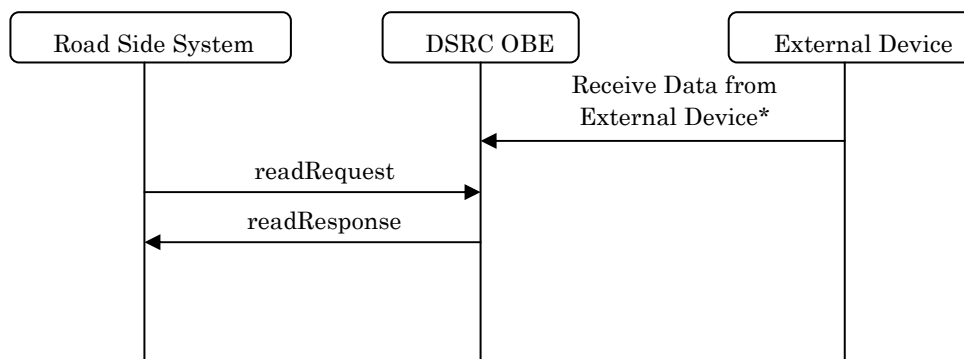 Road Side System
DSRC OBE
External Device
Receive Data from
External Device*
readRequest
readResponse